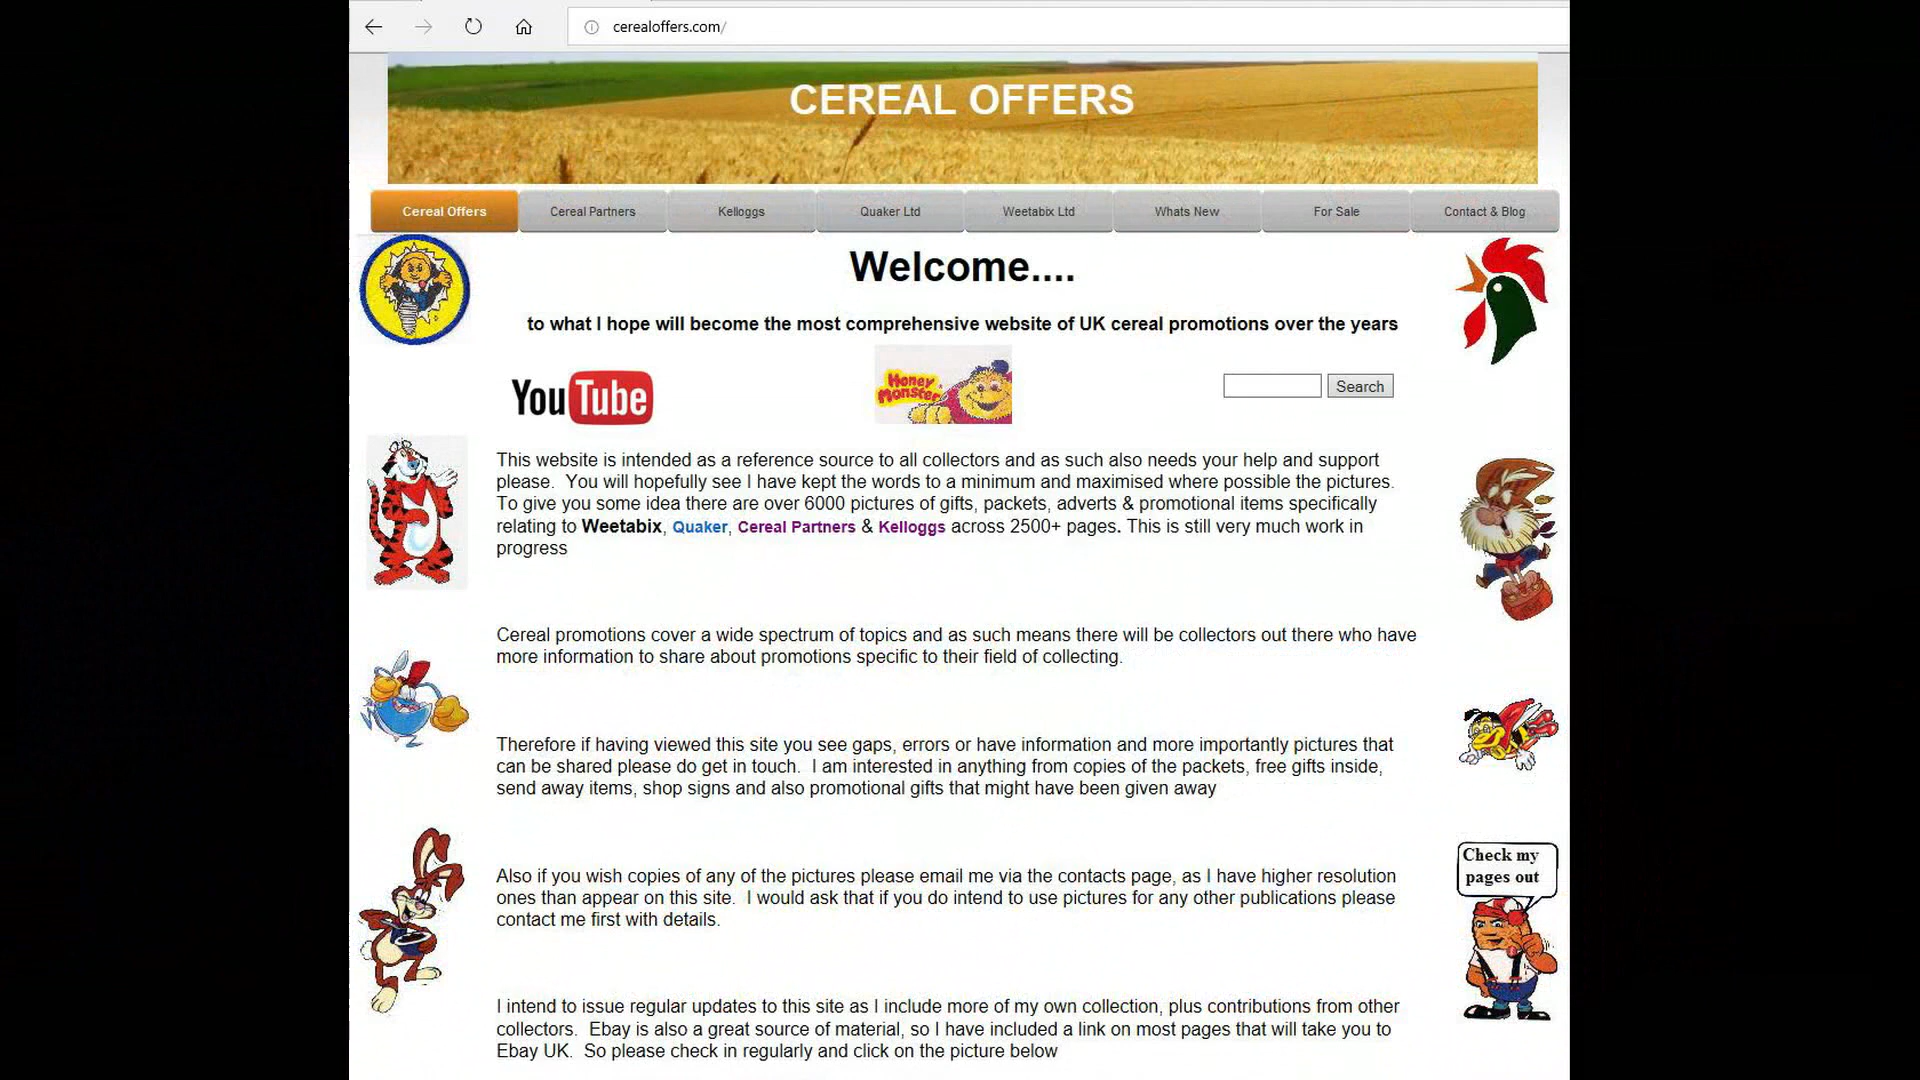 cerealoffers.com/
CEREAL OFFERS
Cereal Offers
Cereal Partners
Kelloggs
Quaker Ltd
Weetabix Ltd
Whats New
For Sale
Contact & Blog
Welcome....
to what I hope will become the most comprehensive website of UK cereal promotions over the years
YouTube
Honey
Monster
Search
This website is intended as a reference source to all collectors and as such also needs your help and support
please.  You will hopefully see I have kept the words to a minimum and maximised where possible the pictures.
To give you some idea there are over 6000 pictures of gifts, packets, adverts & promotional items specifically
relating to Weetabix, Quaker, Cereal Partners & Kelloggs across 2500+ pages. This is still very much work in
progress
Cereal promotions cover a wide spectrum of topics and as such means there will be collectors out there who have
more information to share about promotions specific to their field of collecting.
Therefore if having viewed this site you see gaps, errors or have information and more importantly pictures that
can be shared please do get in touch.  I am interested in anything from copies of the packets, free gifts inside,
send away items, shop signs and also promotional gifts that might have been given away
Check my
pages out
Also if you wish copies of any of the pictures please email me via the contacts page, as I have higher resolution
ones than appear on this site.  I would ask that if you do intend to use pictures for any other publications please
contact me first with details.
I intend to issue regular updates to this site as I include more of my own collection, plus contributions from other
collectors.  Ebay is also a great source of material, so I have included a link on most pages that will take you to
Ebay UK.  So please check in regularly and click on the picture below